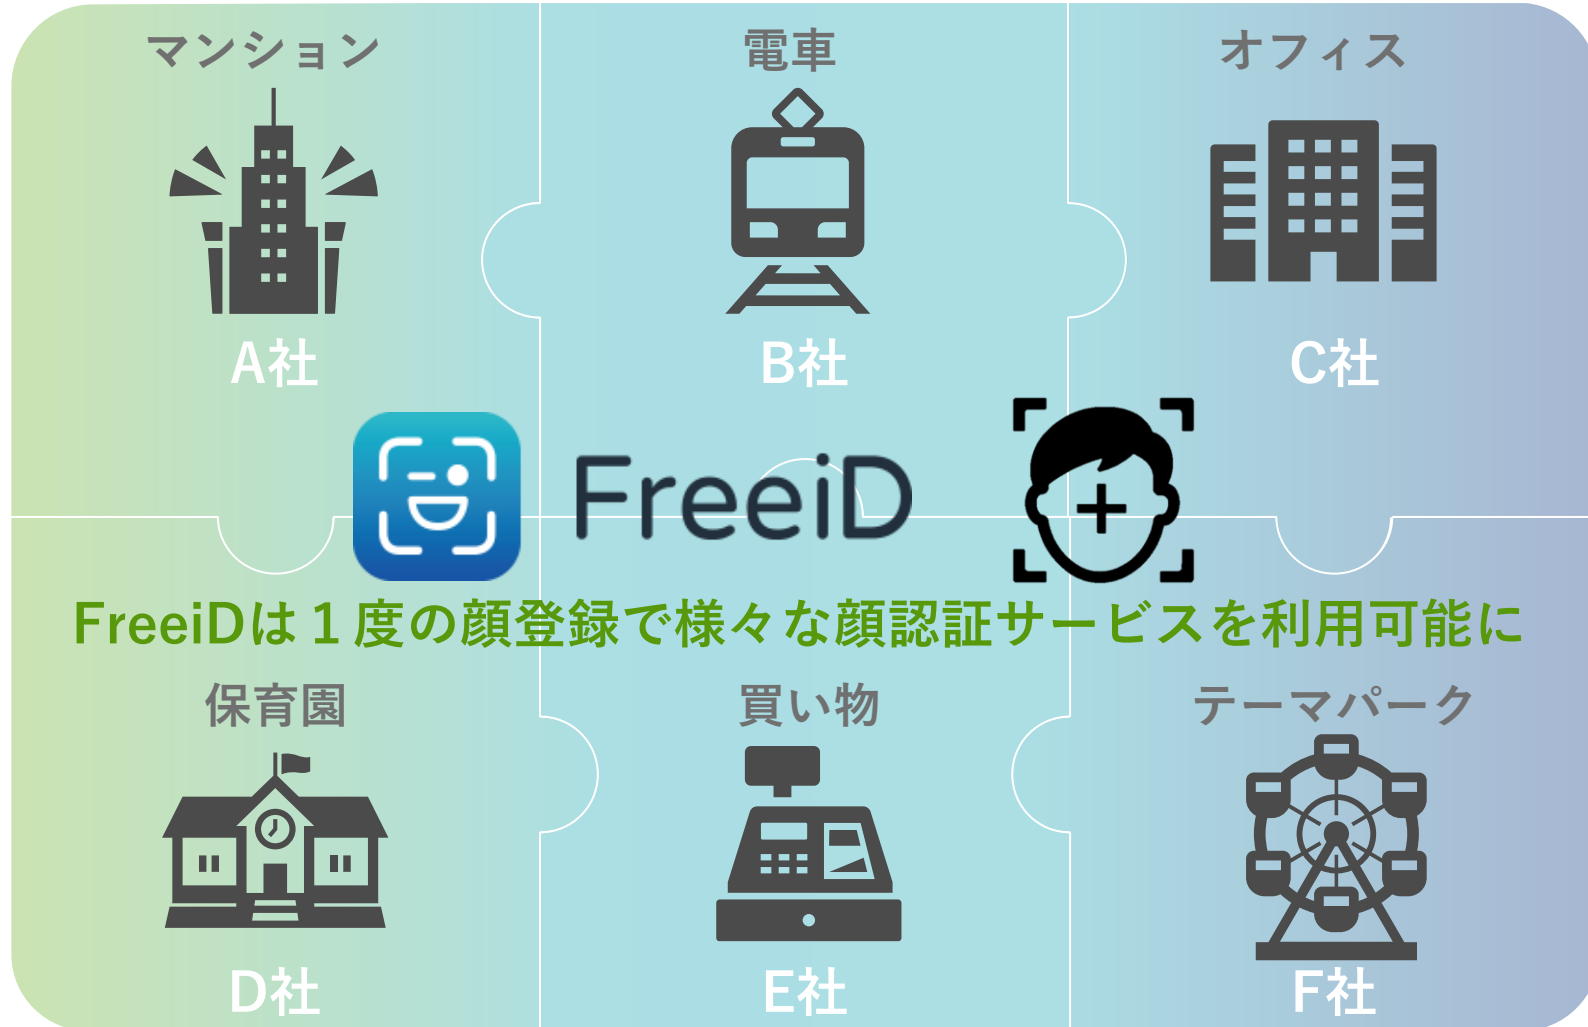 マンション
電車
オフィス
A社
B社
C社
FreeiD
FreeiDは１度の顔登録で様々な顔認証サービスを利用可能に
保育園
買い物
テーマパーク
D社
E社
F社